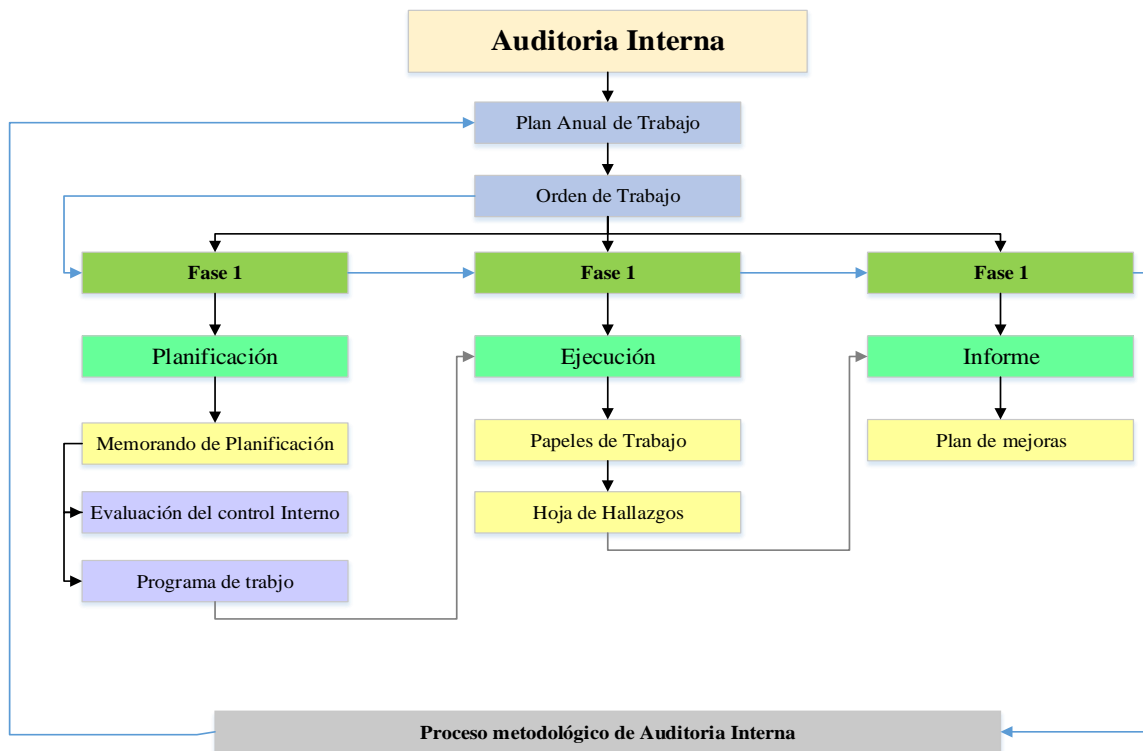 Auditoria Interna
Plan Anual de Trabajo
Orden de Trabajo
Fase 1
Fase 1
Fase 1
Planificación
Ejecución
Informe
Memorando de Planificación
Papeles de Trabajo
Plan de mejoras
Evaluación del control Interno
Hoja de Hallazgos
Programa de trabjo
Proceso metodológico de Auditoria Interna